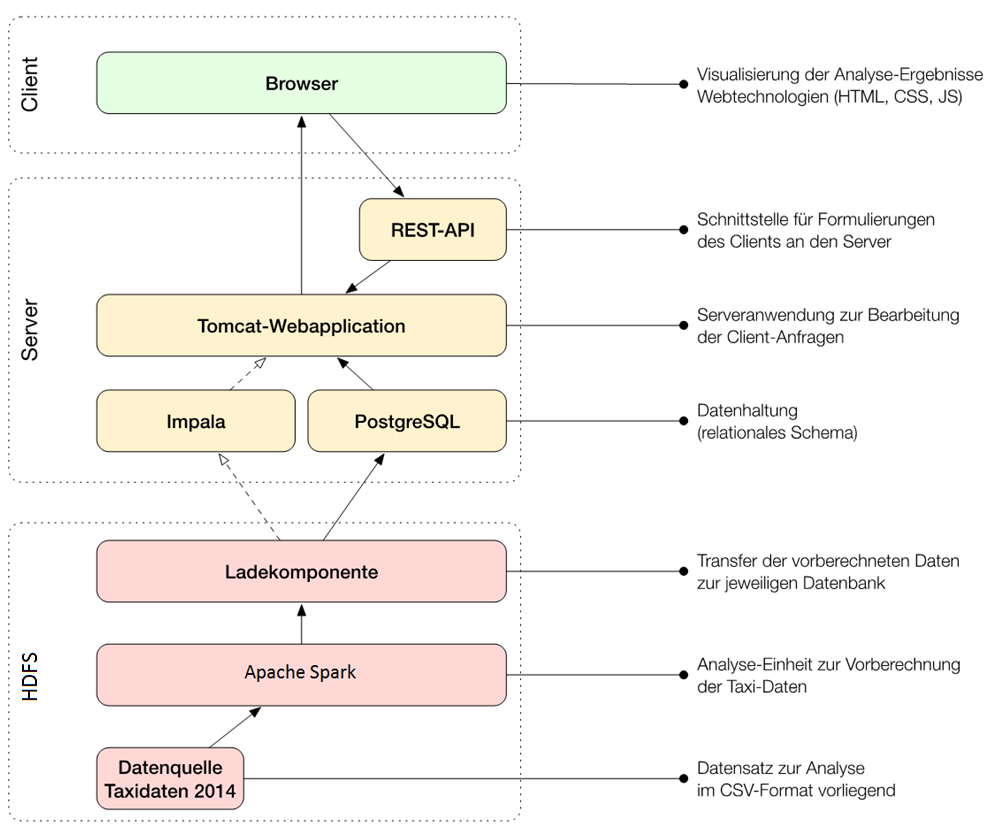 Client
Browser
Visualisierung der Analyse-Ergebnisse
Webtechnologien (HTML, CSS, JS)
Server
REST-API
Schnittstelle für Formulierungen
des Clients an den Server
Tomcat-Webapplication
Serveranwendung zur Bearbeitung
der Client-Anfragen
Impala
PostgreSQL
Datenhaltung
(relationales Schema)
HDFS
Ladekomponente
Transfer der vorberechneten Daten
zur jeweiligen Datenbank
Apache Spark
Analyse-Einheit zur Vorberechnung
der Taxi-Daten
Datenquelle
Taxidaten 2014
Datensatz zur Analyse
im CSV-Format vorliegend